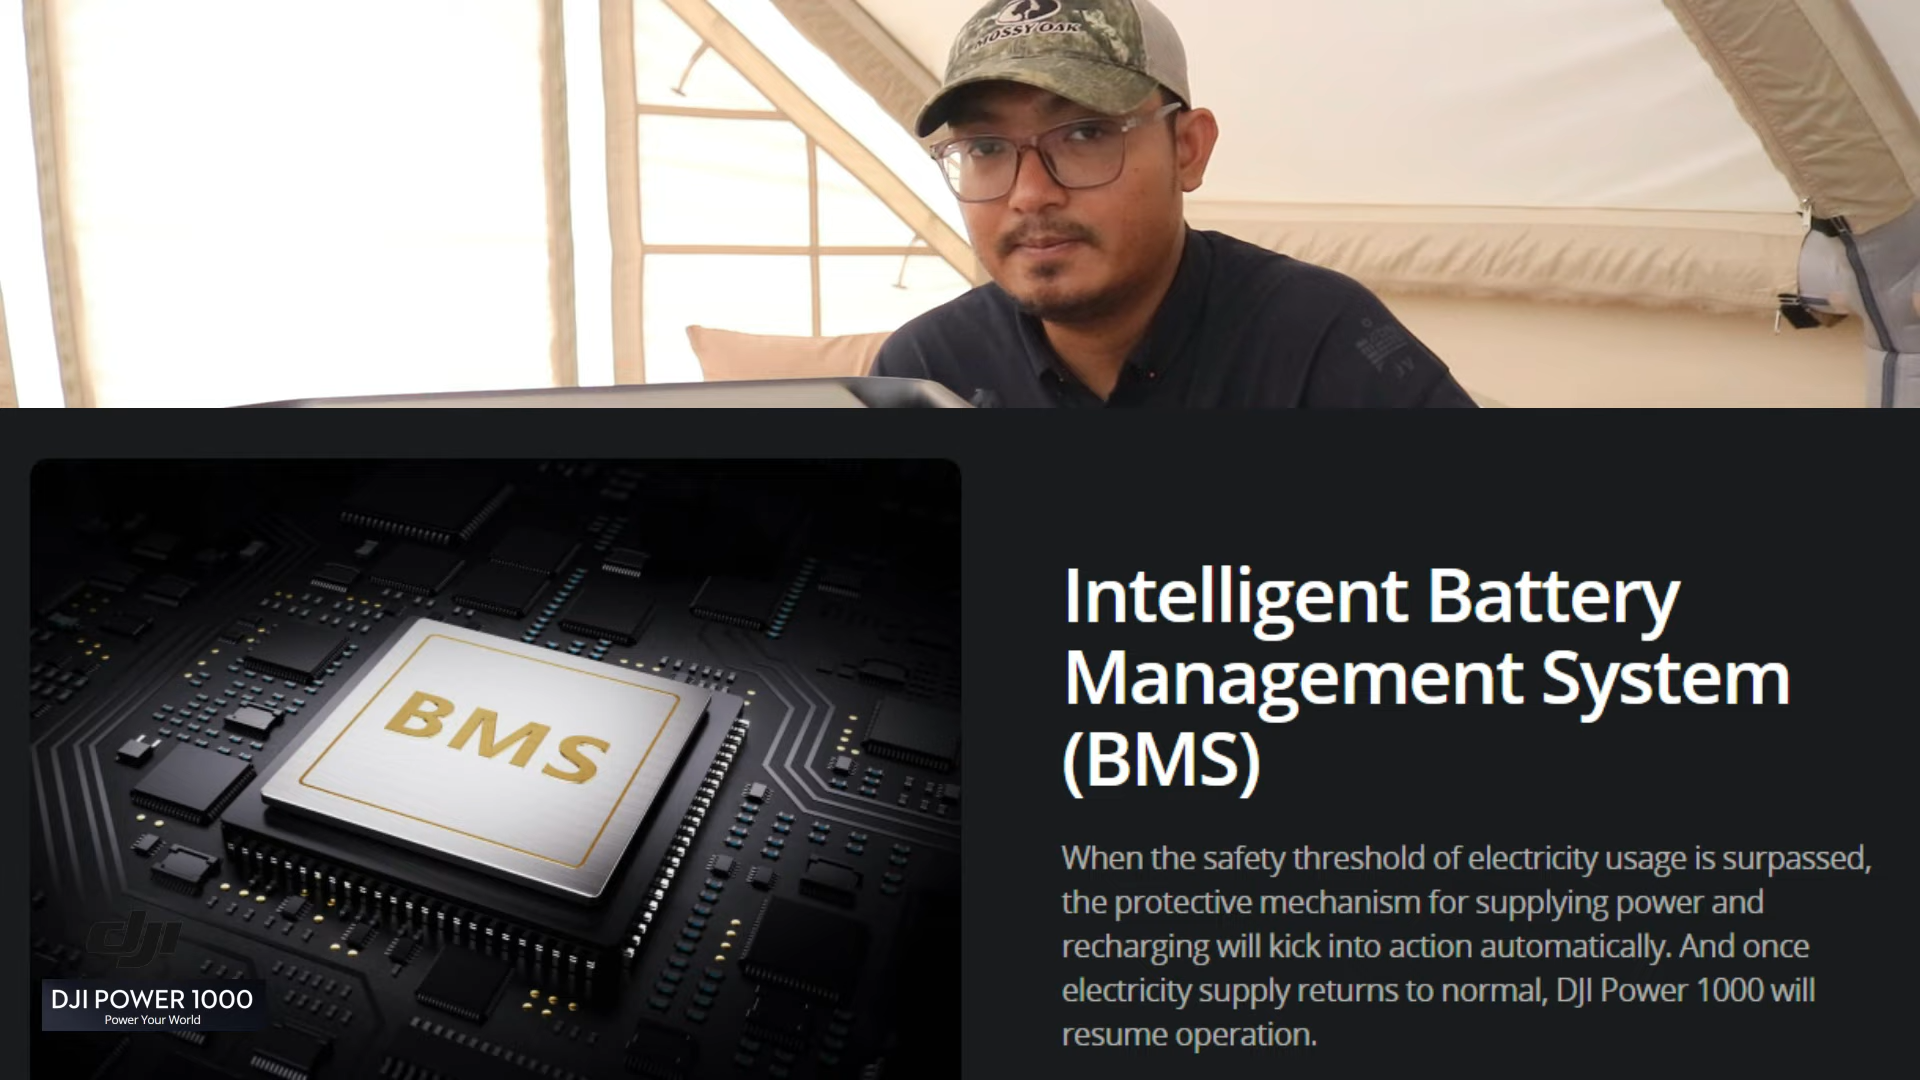 MOSSY OAK
Intelligent Battery
Management System
(BMS)
BMS
When the safety threshold of electricity usage is surpassed,
the protective mechanism for supplying power and
recharging will kick into action automatically. And once
electricity supply returns to normal, DJI Power 1000 will
resume operation.
dji
DJI POWER 1000
Power Your World